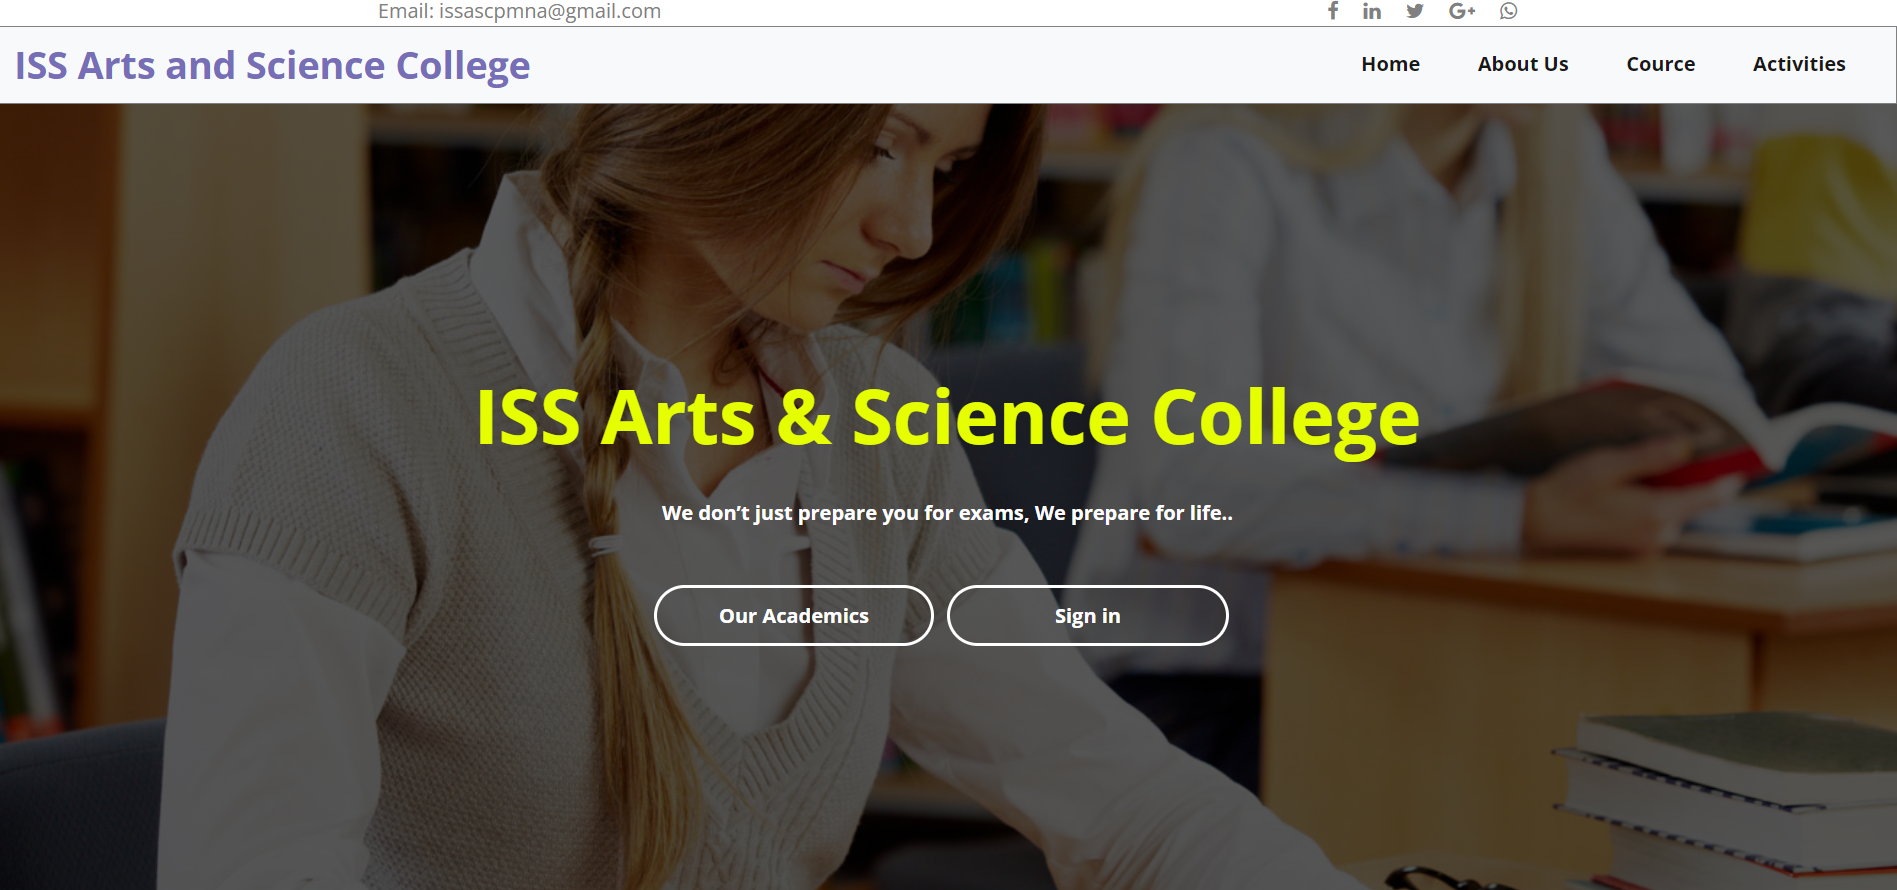 Email: issascpmna@gmail.com
ISS Arts and Science College
Home About Us Cource Activities
ISS Arts & Science College
We don’t just prepare you for exams, We prepare for life..
Our Academics Sign in